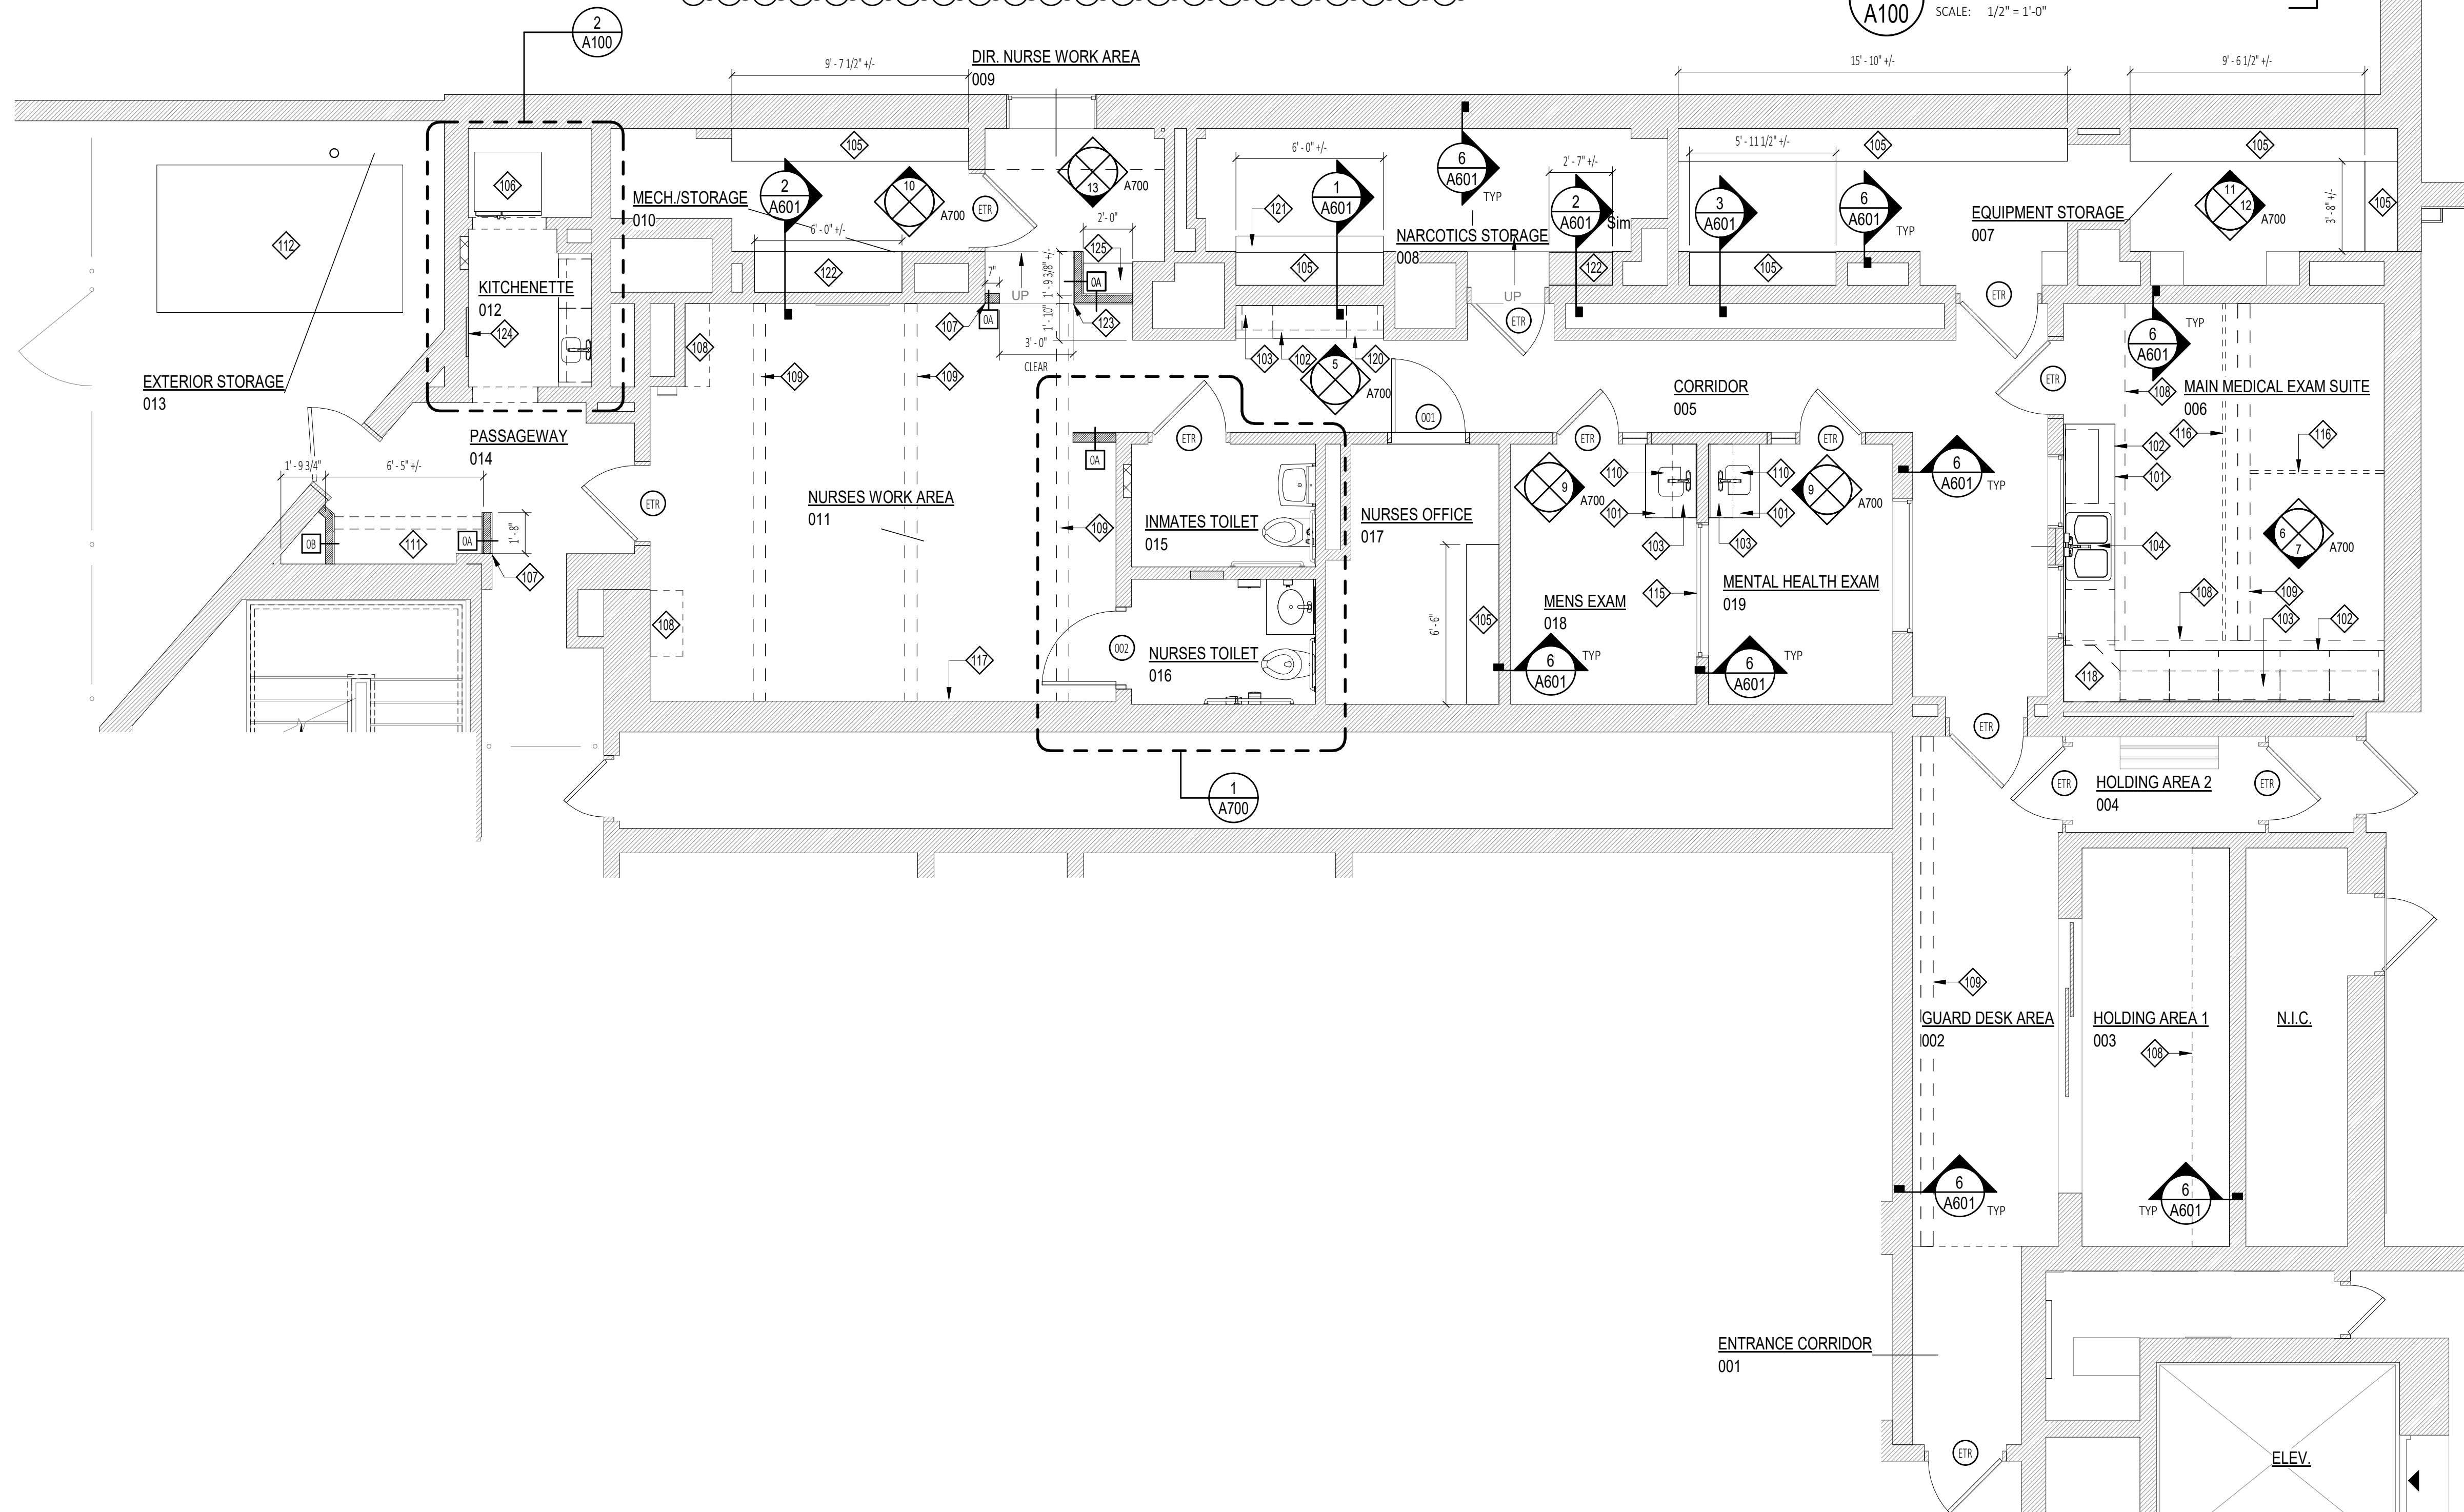 2
A100
A100
SCALE: 1/2" = 1'-0"
DIR. NURSE WORK AREA
009
9' - 7 1/2" +/-
15' - 10" +/-
9' - 6 1/2" +/-
105
6' - 0" +/-
5' - 11 1/2" +/-
105
105
106
MECH./STORAGE
010
2
A601
10
A700
ETR
13
A700
1
A601
121
6
A601
TYP
2' - 7" +/-
2
A601
Sim
3
A601
6
A601
TYP
EQUIPMENT STORAGE
007
11
12
A700
3' - 8" +/-
105
112
6' - 0" +/-
2' - 0"
125
NARCOTICS STORAGE
008
KITCHENETTE
012
122
7"
UP
1' - 9 3/8" +/-
0A
105
UP
122
105
ETR
124
107
0A
1' - 10"
123
ETR
6
A601
TYP
108
3' - 0"
CLEAR
103
102
5
A700
120
EXTERIOR STORAGE
013
109
109
CORRIDOR
005
ETR
108
MAIN MEDICAL EXAM SUITE
006
001
PASSAGEWAY
014
ETR
ETR
ETR
116
102
116
1' - 9 3/4"
6' - 5" +/-
0A
6
A601
TYP
101
ETR
NURSES WORK AREA
011
109
INMATES TOILET
015
NURSES OFFICE
017
9
A700
110
101
110
101
9
A700
0B
111
0A
1' - 8"
107
103
103
104
6
7
A700
108
117
002
NURSES TOILET
016
6' - 6"
105
MENS EXAM
018
115
MENTAL HEALTH EXAM
019
108
109
103
102
6
A601
TYP
6
A601
TYP
118
ETR
1
A700
ETR
HOLDING AREA 2
004
ETR
109
GUARD DESK AREA
002
HOLDING AREA 1
003
N.I.C.
108
6
A601
TYP
TYP
6
A601
ENTRANCE CORRIDOR
001
ETR
ELEV.